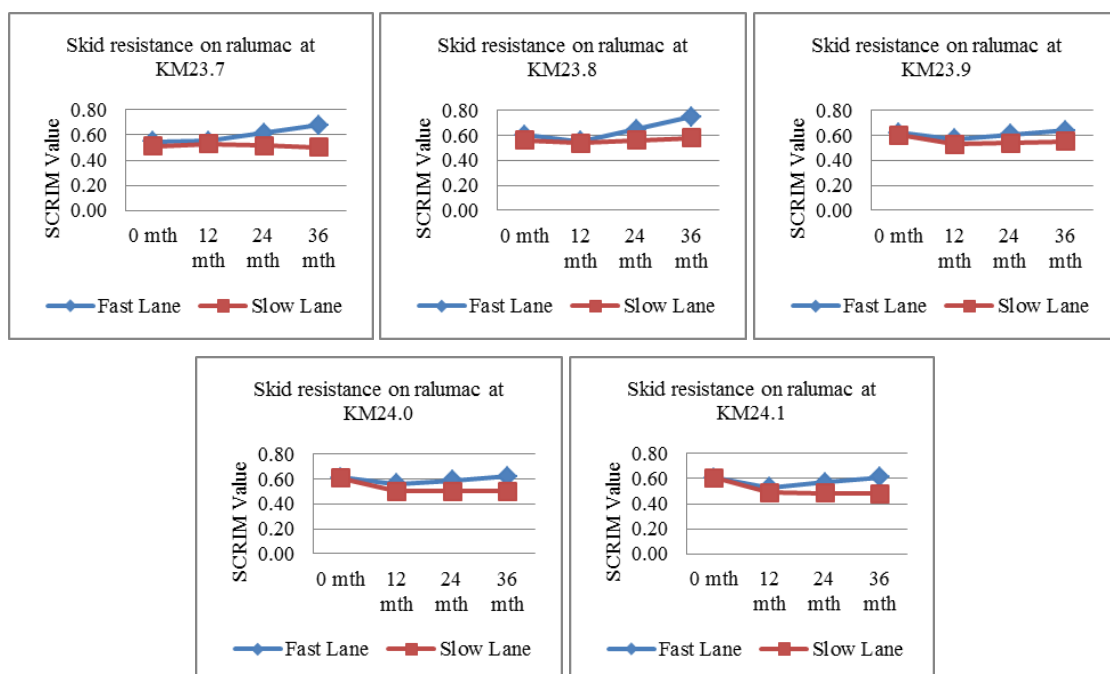 Skid resistance on ralumac at
KM23.7
SCRIM Value
0.80
0.60
0.40
0.20
0.00
0 mth 12 24 36
mth mth mth
Fast Lane Slow Lane
Skid resistance on ralumac at
KM23.8
SCRIM Value
0.80
0.60
0.40
0.20
0.00
0 mth 12 24 36
mth mth mth
Fast Lane Slow Lane
Skid resistance on ralumac at
KM23.9
SCRIM Value
0.80
0.60
0.40
0.20
0.00
0 mth 12 24 36
mth mth mth
Fast Lane Slow Lane
Skid resistance on ralumac at
KM24.0
SCRIM Value
0.80
0.60
0.40
0.20
0.00
0 mth 12 24 36
mth mth mth
Fast Lane Slow Lane
Skid resistance on ralumac at
KM24.1
SCRIM Value
0.80
0.60
0.40
0.20
0.00
0 mth 12 24 36
mth mth mth
Fast Lane Slow Lane